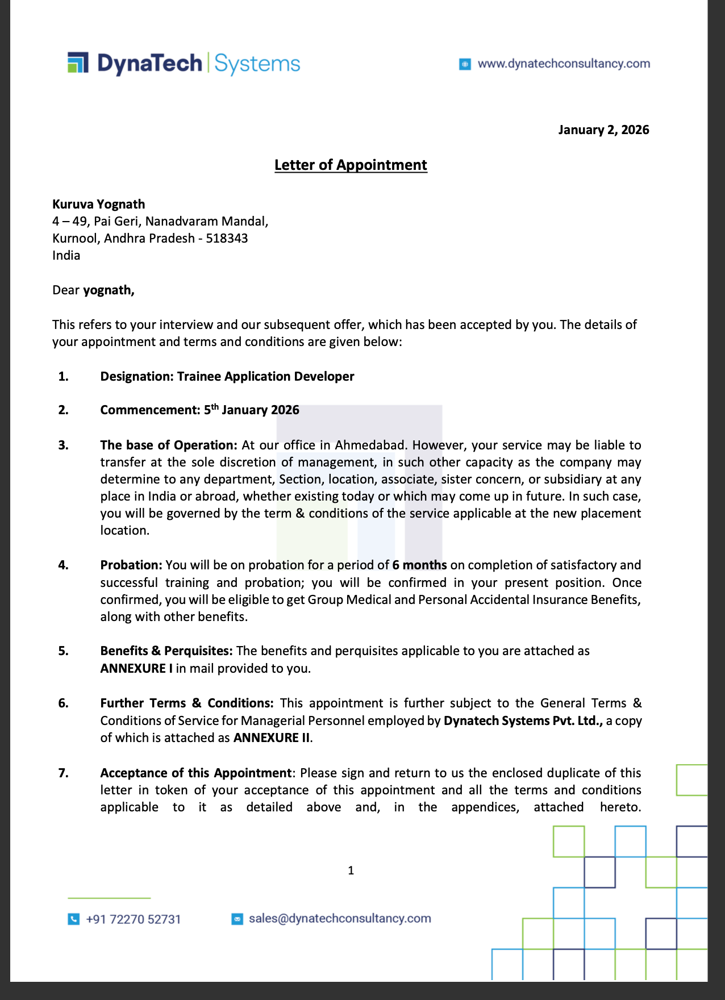 DynaTech | Systems
www.dynatechconsultancy.com
January 2, 2026
Letter of Appointment
Kuruva Yognath
4 – 49, Pai Geri, Nanadvaram Mandal,
Kurnool, Andhra Pradesh - 518343
India
Dear yognath,
This refers to your interview and our subsequent offer, which has been accepted by you. The details of
your appointment and terms and conditions are given below:
1. Designation: Trainee Application Developer
2. Commencement: 5th January 2026
3. The base of Operation: At our office in Ahmedabad. However, your service may be liable to
transfer at the sole discretion of management, in such other capacity as the company may
determine to any department, Section, location, associate, sister concern, or subsidiary at any
place in India or abroad, whether existing today or which may come up in future. In such case,
you will be governed by the term & conditions of the service applicable at the new placement
location.
4. Probation: You will be on probation for a period of 6 months on completion of satisfactory and
successful training and probation; you will be confirmed in your present position. Once
confirmed, you will be eligible to get Group Medical and Personal Accidental Insurance Benefits,
along with other benefits.
5. Benefits & Perquisites: The benefits and perquisites applicable to you are attached as
ANNEXURE I in mail provided to you.
6. Further Terms & Conditions: This appointment is further subject to the General Terms &
Conditions of Service for Managerial Personnel employed by Dynatech Systems Pvt. Ltd., a copy
of which is attached as ANNEXURE II.
7. Acceptance of this Appointment: Please sign and return to us the enclosed duplicate of this
letter in token of your acceptance of this appointment and all the terms and conditions
applicable to it as detailed above and, in the appendices, attached hereto.
1
+91 72270 52731
sales@dynatechconsultancy.com